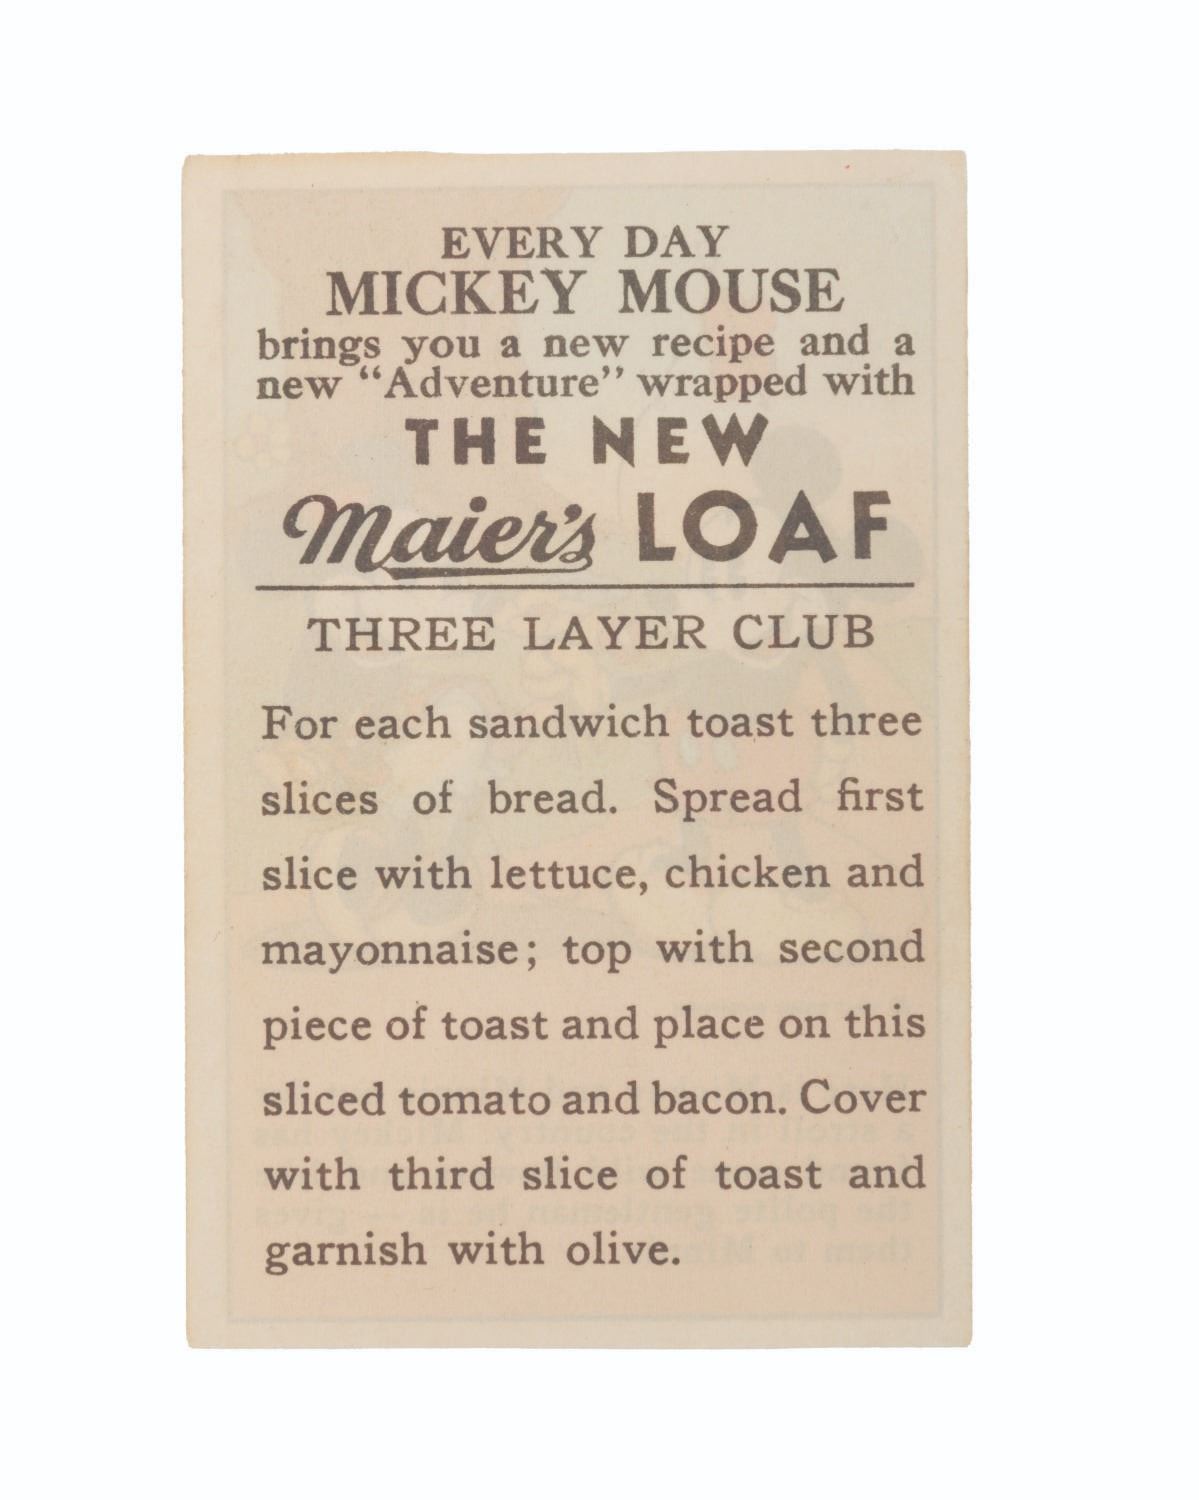 EVERY DAY
MICKEY MOUSE
brings you a new recipe and a
new “Adventure” wrapped with
THE NEW
Maier's LOAF
THREE LAYER CLUB
For each sandwich toast three
slices of bread. Spread first
slice with lettuce, chicken and
mayonnaise; top with second
piece of toast and place on this
sliced tomato and bacon. Cover
with third slice of toast and
garnish with olive.